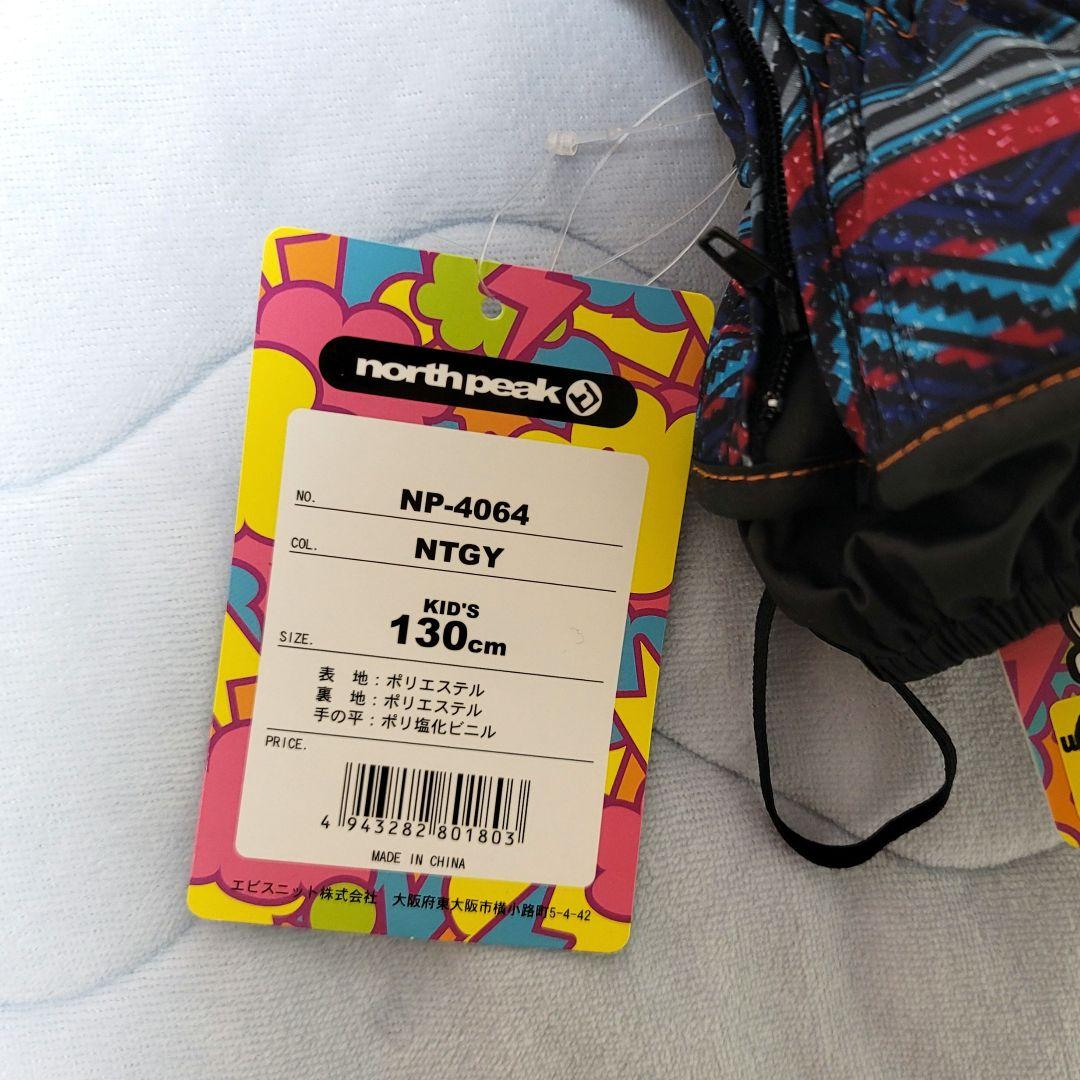 north peak
NO. NP-4064
COL. NTGY
KID'S
SIZE. 130cm
表 地：ポリエステル
裏 地：ポリエステル
手の平：ポリ塩化ビニル
PRICE.
4 943282 801803
MADE IN CHINA
エビスニット株式会社 大阪府東大阪市横小路町5-4-42